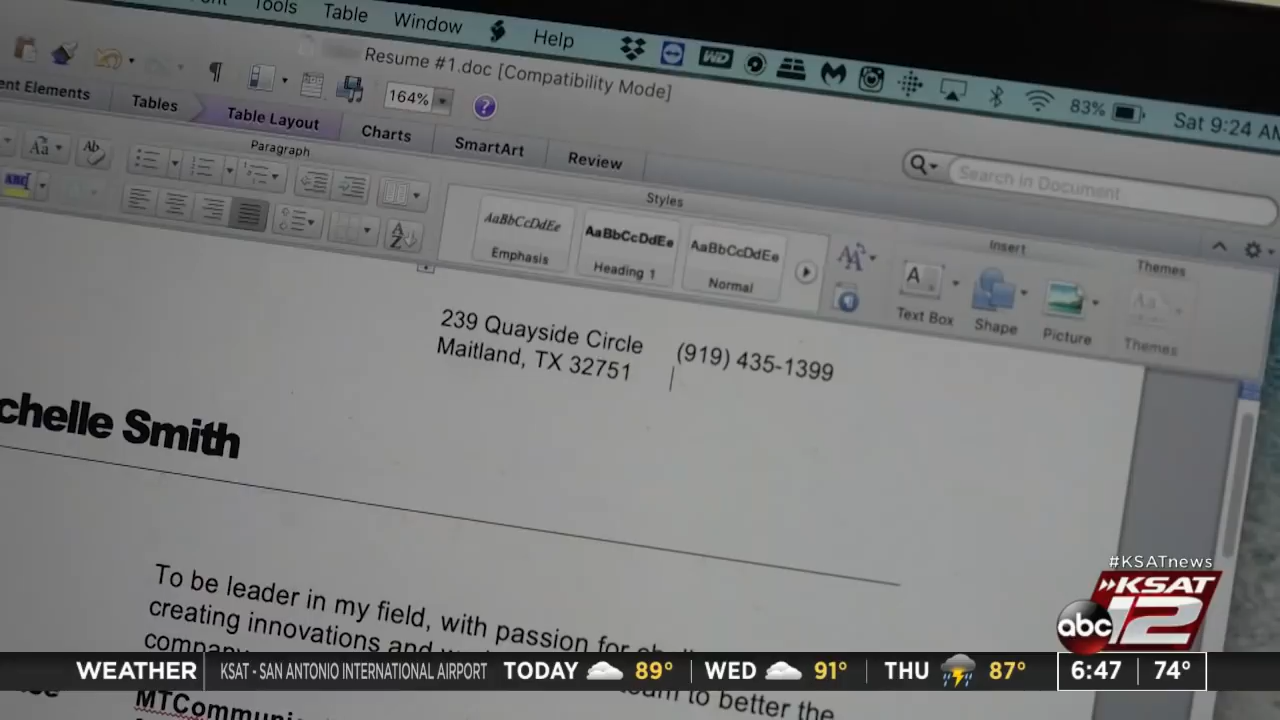 Tools Table Window Help 83% Sat 9:24 AM
Resume #1.doc [Compatibility Mode]
164%
Search in Document
Tables Table Layout Charts SmartArt Review
Elements
Paragraph Styles Insert Themes
AaBbCcDdEe AaBbCcDdEe AaBbCcDdEe
Emphasis Heading 1 Normal
Text Box Shape Picture Themes
239 Quayside Circle (919) 435-1399
Maitland, TX 32751
chelle Smith
To be leader in my field, with passion for
creating innovations and
company
team to better the
MTCommuni
#KSATnews
KSAT
abc 12
WEATHER KSAT - SAN ANTONIO INTERNATIONAL AIRPORT TODAY 89° WED 91° THU 87° 6:47 74°